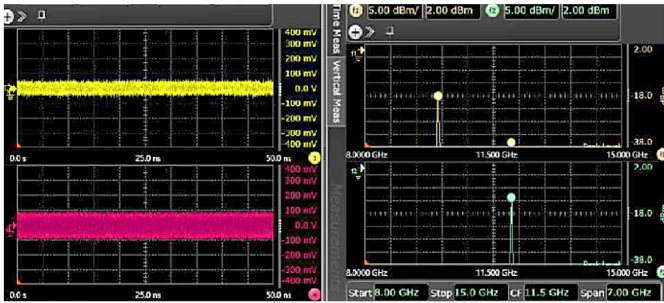 f1 5.00 dBm/ 2.00 dBm f2 5.00 dBm/ 2.00 dBm
Time Meas
Vertical Meas
Measurements
400 mV
300 mV
200 mV
100 mV
0.0 V
-100 mV
-200 mV
-300 mV
-400 mV
0.0 s 25.0 ns 50.0 ns
400 mV
300 mV
200 mV
100 mV
0.0 V
-100 mV
-200 mV
-300 mV
-400 mV
0.0 s 25.0 ns 50.0 ns
2.00
-18.0
dBm
-38.0
8.0000 GHz 11.500 GHz 15.000 GHz
2.00
-18.0
dBm
-38.0
8.0000 GHz 11.500 GHz 15.000 GHz
Start 8.00 GHz Stop 15.0 GHz CF 11.5 GHz Span 7.00 GHz